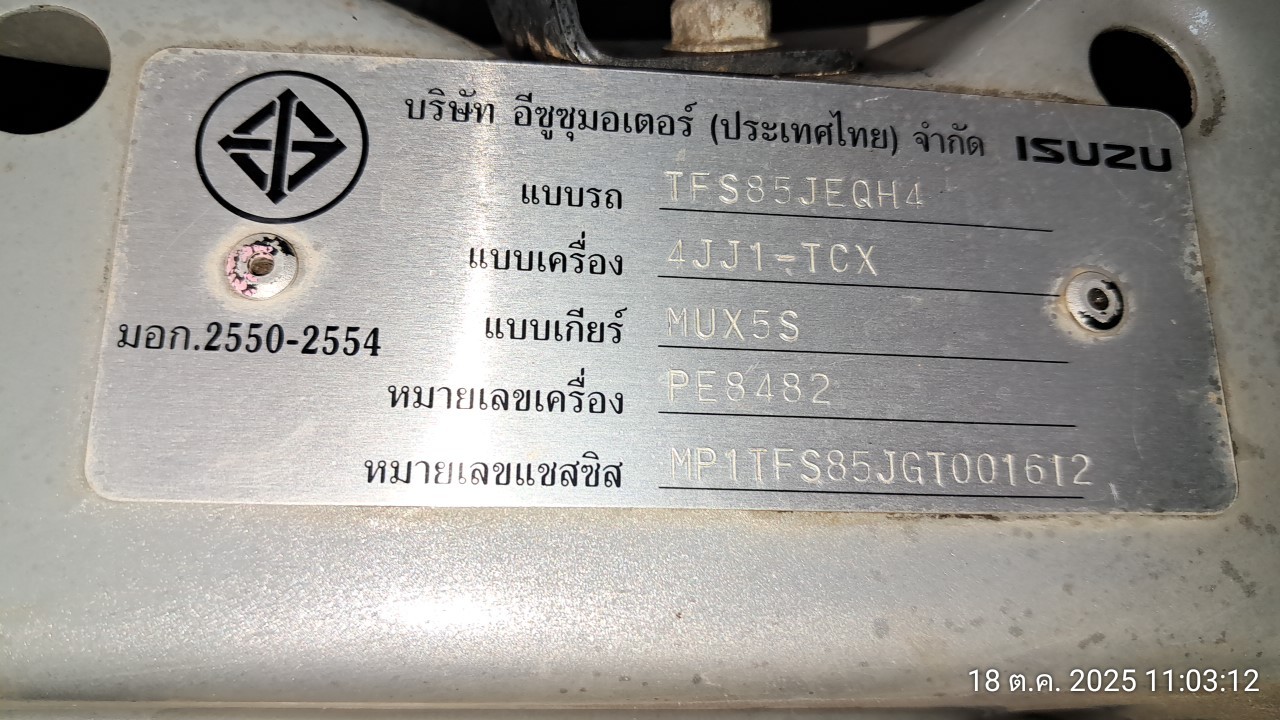 บริษัท อีซูซุมอเตอร์ (ประเทศไทย) จำกัด ISUZU
แบบรถ TFS85JEQH4
แบบเครื่อง 4JJ1-TCX
แบบเกียร์ MUX5S
มอก.2550-2554
หมายเลขเครื่อง PE8482
หมายเลขแชสซิส MP1TFS85JGT001612
18 ต.ค. 2025 11:03:12